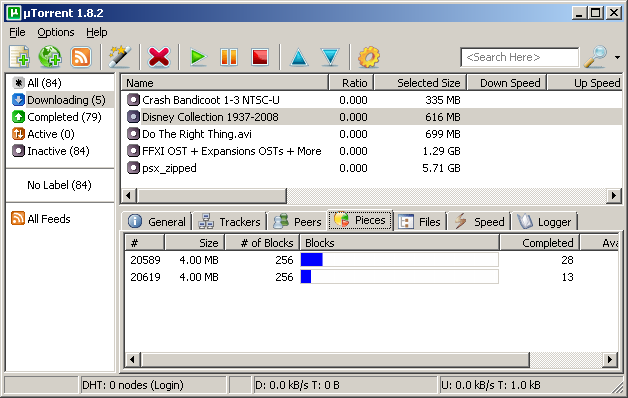 µTorrent 1.8.2
File Options Help
<Search Here>
All (84)
Downloading (5)
Completed (79)
Active (0)
Inactive (84)
No Label (84)
All Feeds
Name Ratio Selected Size Down Speed Up Speed
Crash Bandicoot 1-3 NTSC-U 0.000 335 MB
Disney Collection 1937-2008 0.000 616 MB
Do The Right Thing.avi 0.000 699 MB
FFXI OST + Expansions OSTs + More 0.000 1.29 GB
psx_zipped 0.000 5.71 GB
General Trackers Peers Pieces Files Speed Logger
# Size # of Blocks Blocks Completed Ava
20589 4.00 MB 256 28
20619 4.00 MB 256 13
DHT: 0 nodes (Login) D: 0.0 kB/s T: 0 B U: 0.0 kB/s T: 1.0 kB